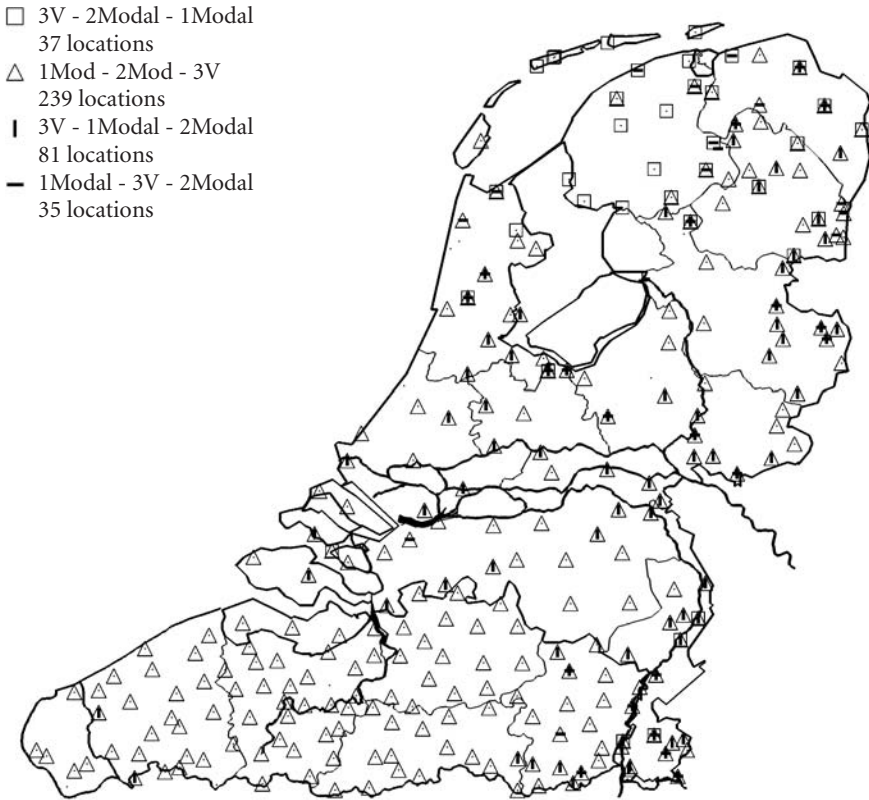 3V - 2Modal - 1Modal
37 locations
1Mod - 2Mod - 3V
239 locations
3V - 1Modal - 2Modal
81 locations
1Modal - 3V - 2Modal
35 locations